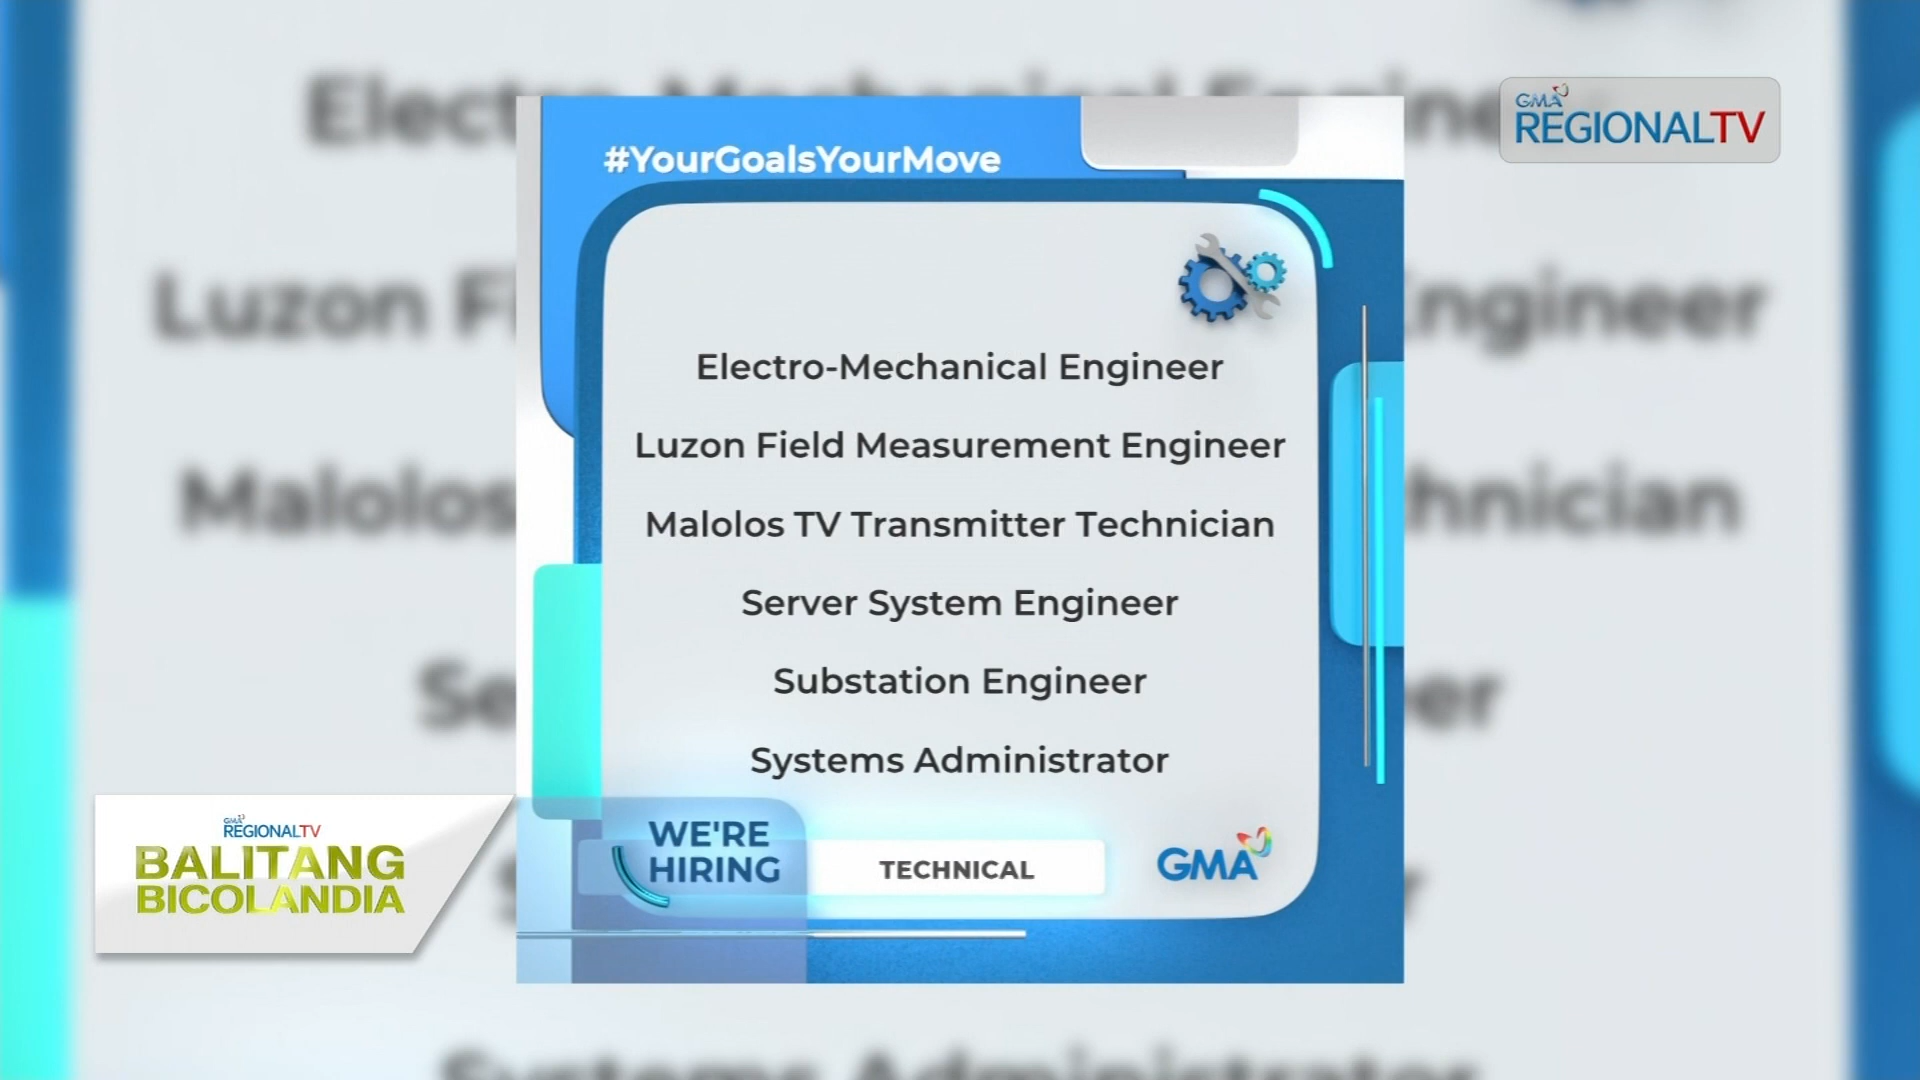 GMA
REGIONALTV
#YourGoalsYourMove
Electro-Mechanical Engineer
Luzon Field Measurement Engineer
Malolos TV Transmitter Technician
Server System Engineer
Substation Engineer
Systems Administrator
WE'RE
HIRING
TECHNICAL
GMA
GMA
REGIONALTV
BALITANG
BICOLANDIA